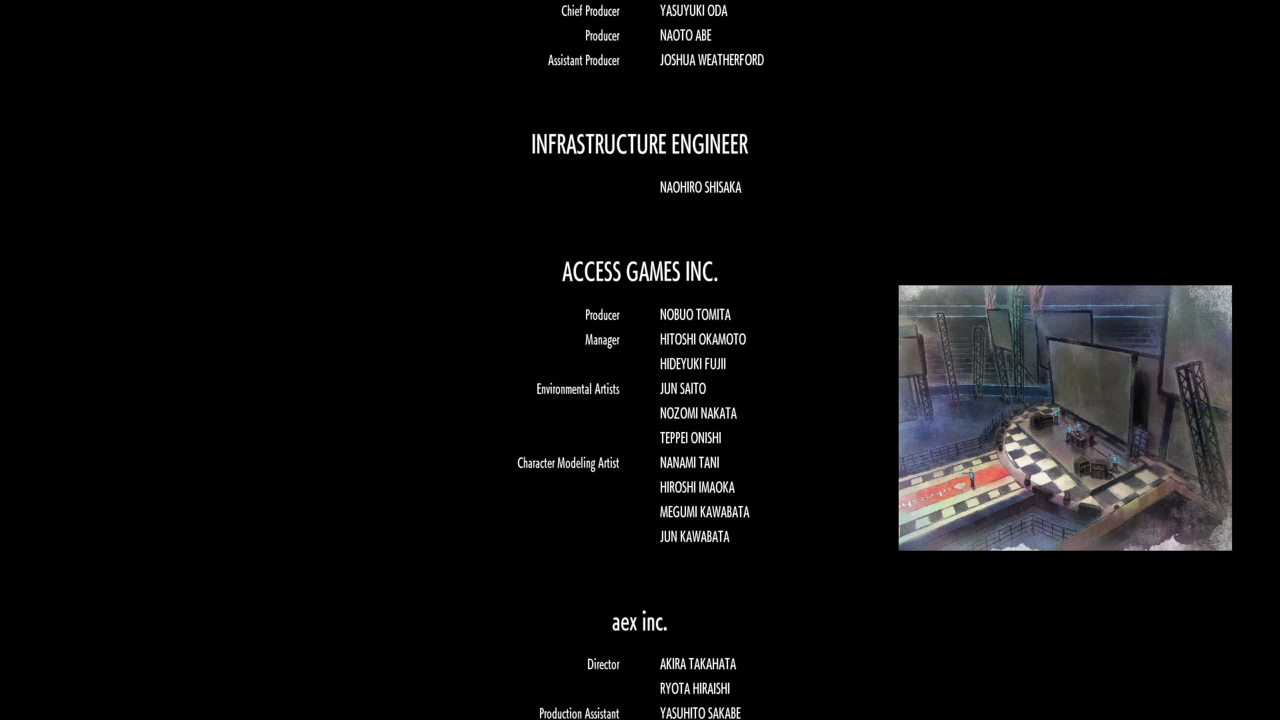 Chief Producer YASUYUKI ODA
Producer NAOTO ABE
Assistant Producer JOSHUA WEATHERFORD
INFRASTRUCTURE ENGINEER
NAOHIRO SHISAKA
ACCESS GAMES INC.
Producer NOBUO TOMITA
Manager HITOSHI OKAMOTO
HIDEYUKI FUJII
Environmental Artists JUN SAITO
NOZOMI NAKATA
TEPPEI ONISHI
Character Modeling Artist NANAMI TANI
HIROSHI IMAOKA
MEGUMI KAWABATA
JUN KAWABATA
aex inc.
Director AKIRA TAKAHATA
RYOTA HIRAISHI
Production Assistant YASUHITO SAKABE